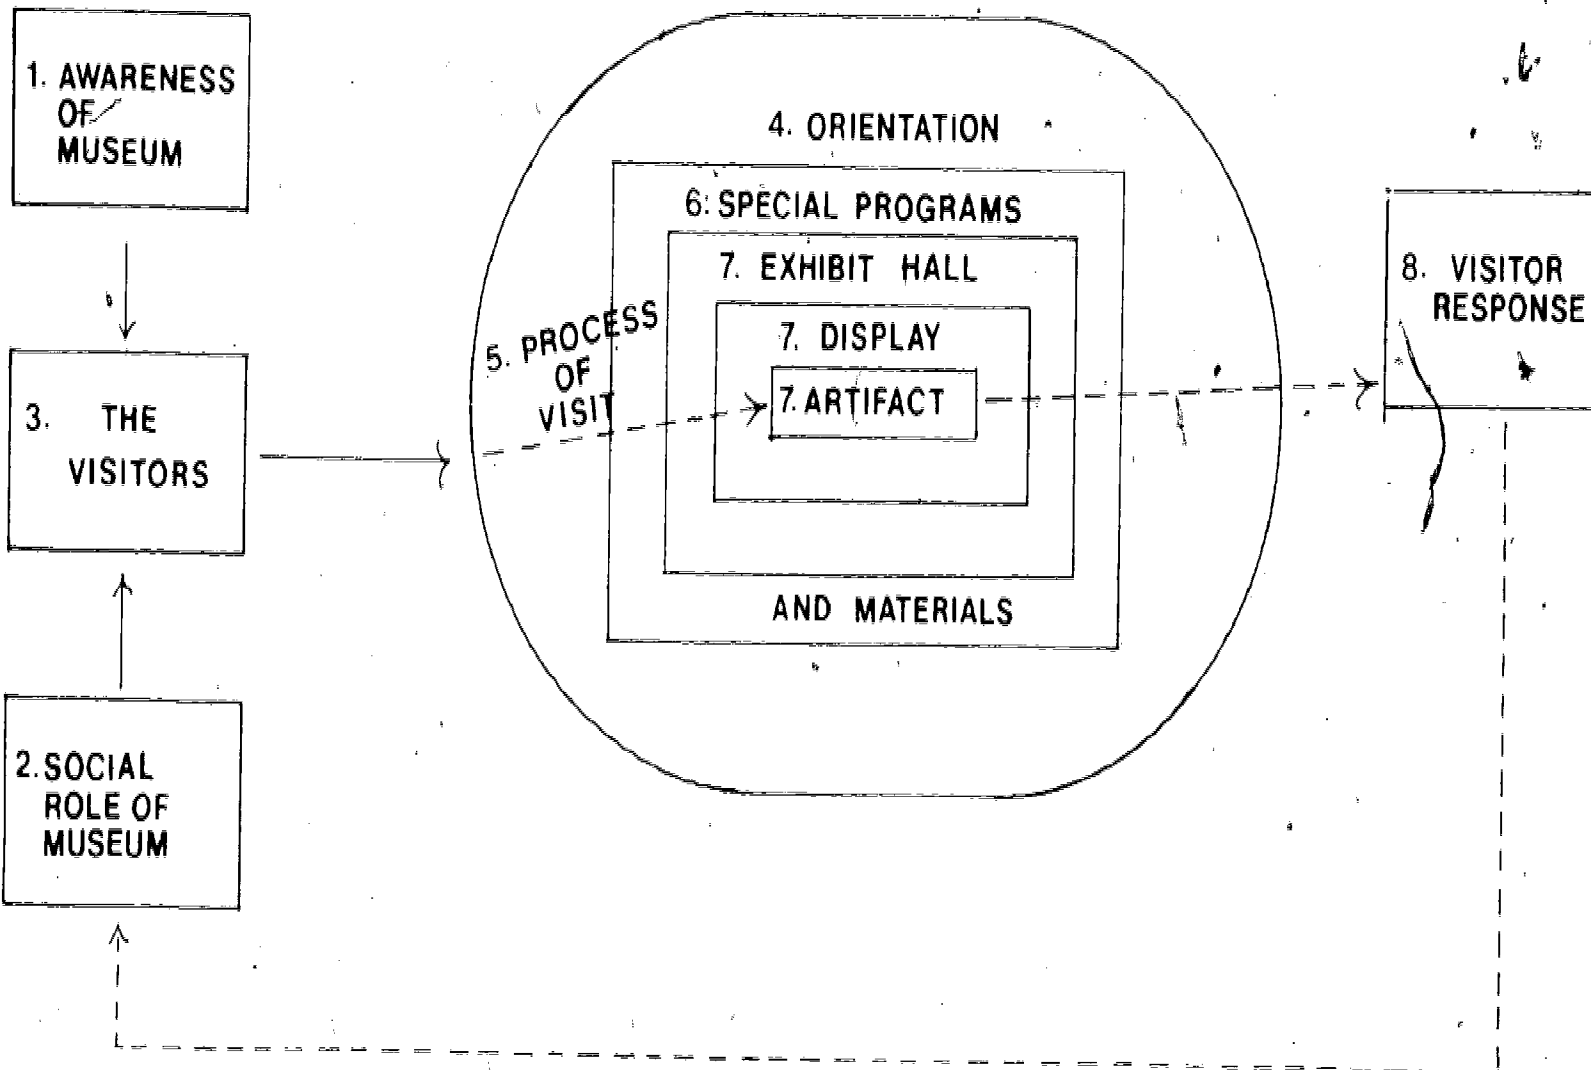 1. AWARENESS
OF
MUSEUM
3. THE
VISITORS
2. SOCIAL
ROLE OF
MUSEUM
4. ORIENTATION
5. PROCESS
OF
VISIT
6. SPECIAL PROGRAMS
7. EXHIBIT HALL
7. DISPLAY
7. ARTIFACT
AND MATERIALS
8. VISITOR
RESPONSE